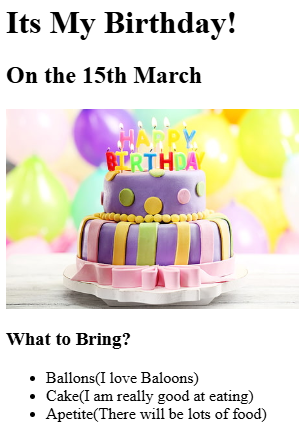 Its My Birthday!
On the 15th March
HAPPY
BIRTHDAY
What to Bring?
Ballons(I love Baloons)
Cake(I am really good at eating)
Apetite(There will be lots of food)